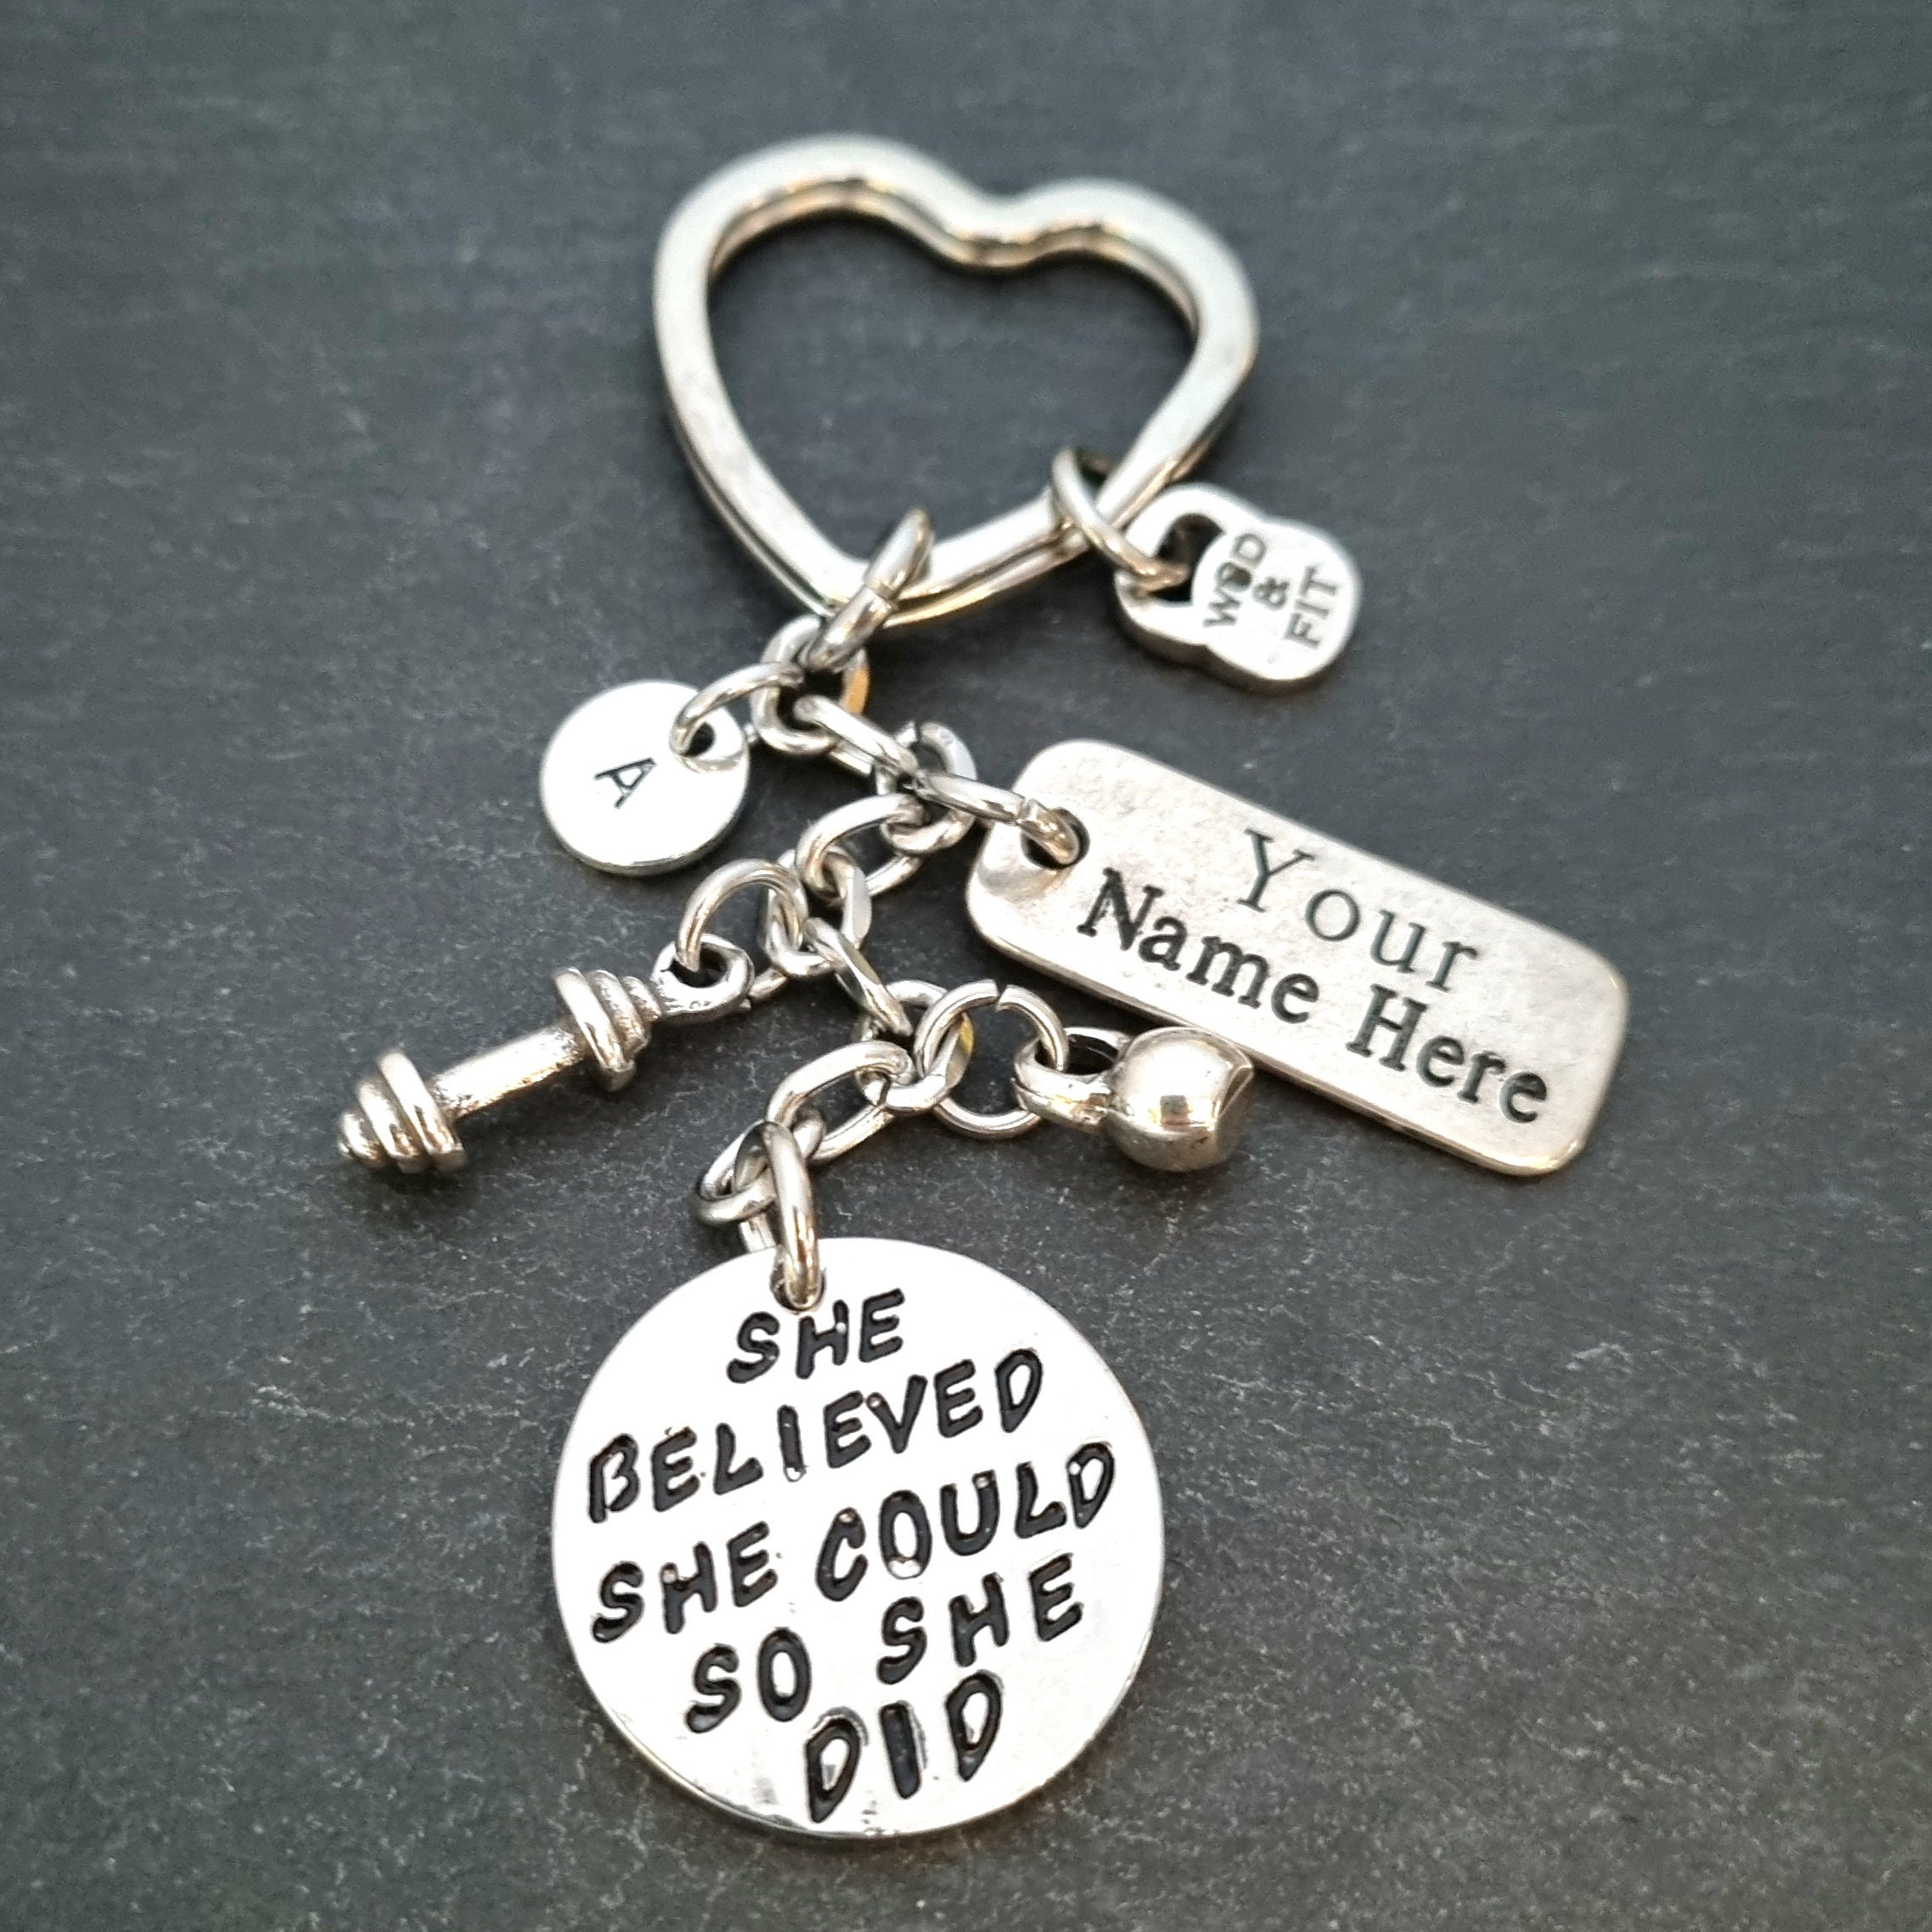 WOD
&
FIT
A
Your
Name Here
SHE
BELIEVED
SHE COULD
SO SHE
DID